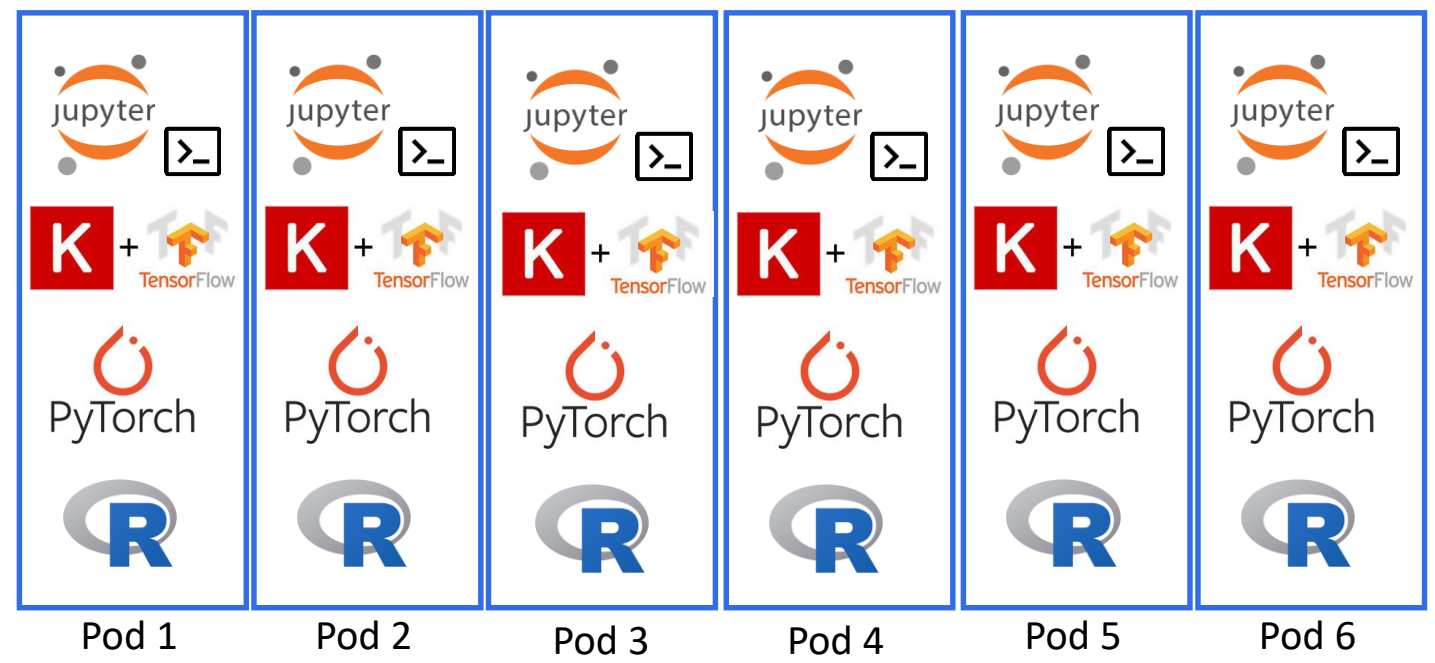 jupyter jupyter jupyter jupyter jupyter jupyter
>_ >_ >_ >_ >_ >_
K + K + K + K + K + K +
TensorFlow TensorFlow TensorFlow TensorFlow TensorFlow TensorFlow
PyTorch PyTorch PyTorch PyTorch PyTorch PyTorch
R R R R R R
Pod 1 Pod 2 Pod 3 Pod 4 Pod 5 Pod 6